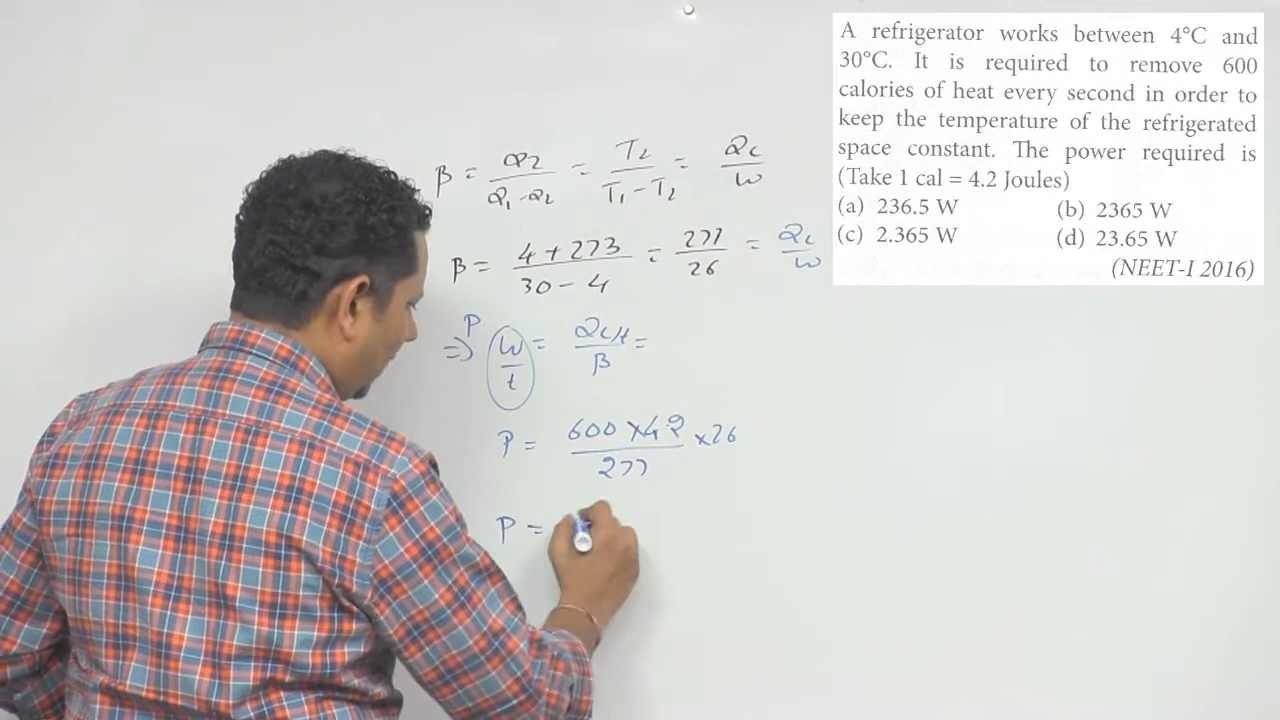 A refrigerator works between 4°C and
30°C. It is required to remove 600
calories of heat every second in order to
keep the temperature of the refrigerated
space constant. The power required is
(Take 1 cal = 4.2 Joules)
(a) 236.5 W (b) 2365 W
(c) 2.365 W (d) 23.65 W
(NEET-I 2016)
β = Q2 / Q1-Q2 = T2 / T1-T2 = QL / W
β = 4+273 / 30-4 = 277 / 26 = QL / W
P
⇒ W / t = QL/t / β =
P = 600 × 4.2 / 277 × 26
P =